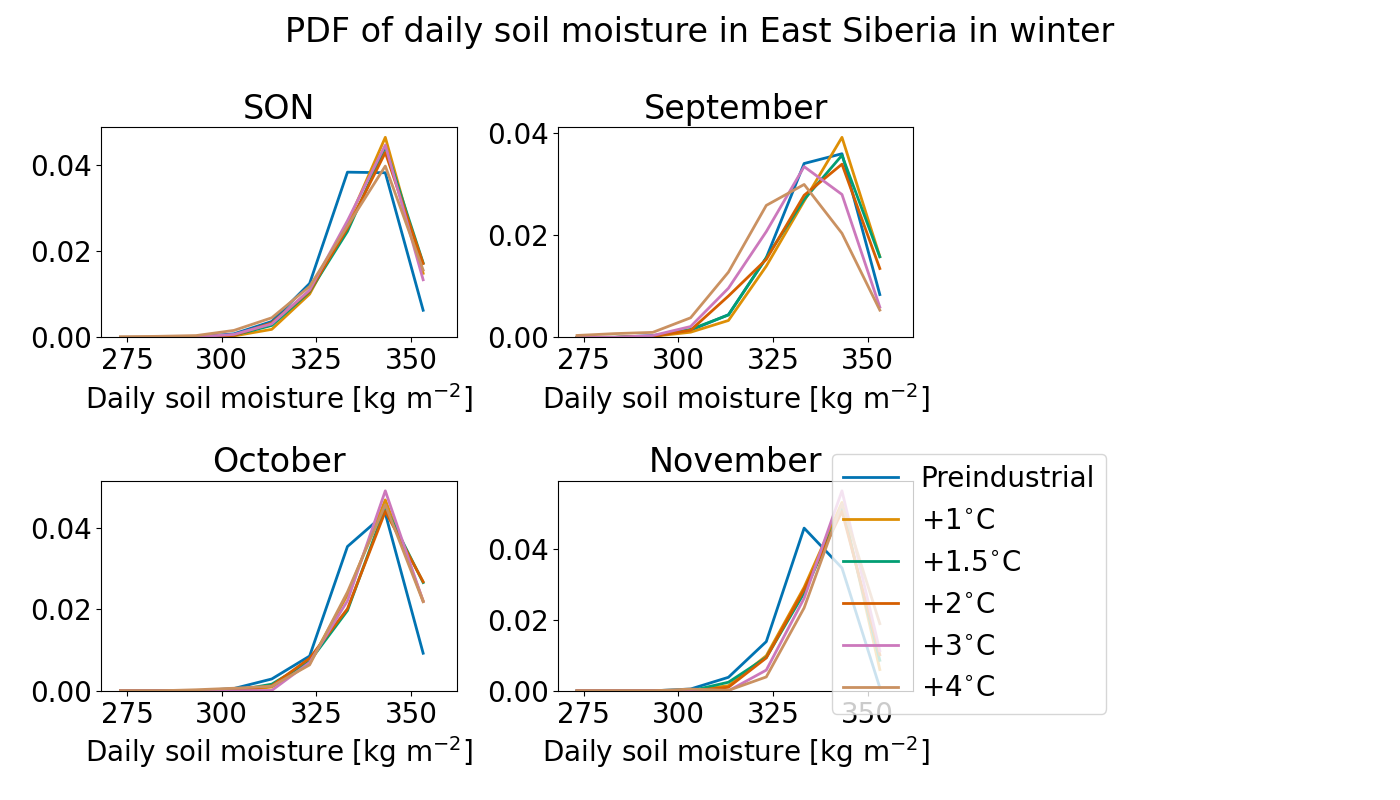 PDF of daily soil moisture in East Siberia in winter
SON
0.04
0.02
0.00
275 300 325 350
Daily soil moisture [kg m⁻²]
September
0.04
0.02
0.00
275 300 325 350
Daily soil moisture [kg m⁻²]
October
0.04
0.02
0.00
275 300 325 350
Daily soil moisture [kg m⁻²]
November
0.04
0.02
0.00
275 300 325 350
Daily soil moisture [kg m⁻²]
Preindustrial
+1°C
+1.5°C
+2°C
+3°C
+4°C